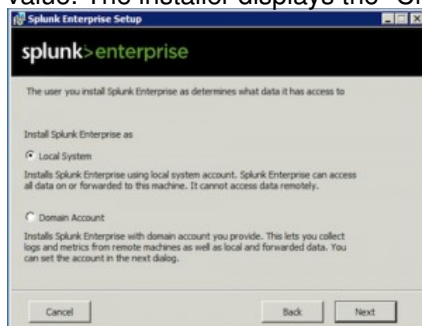 value. The installer displays the
Splunk Enterprise Setup
splunk>enterprise
The user you install Splunk Enterprise as determines what data it has access to
Install Splunk Enterprise as
Local System
Installs Splunk Enterprise using local system account. Splunk Enterprise can access
all data on or forwarded to this machine. It cannot access data remotely.
Domain Account
Installs Splunk Enterprise with domain account you provide. This lets you collect
logs and metrics from remote machines as well as local and forwarded data. You
can set the account in the next dialog.
Cancel Back Next